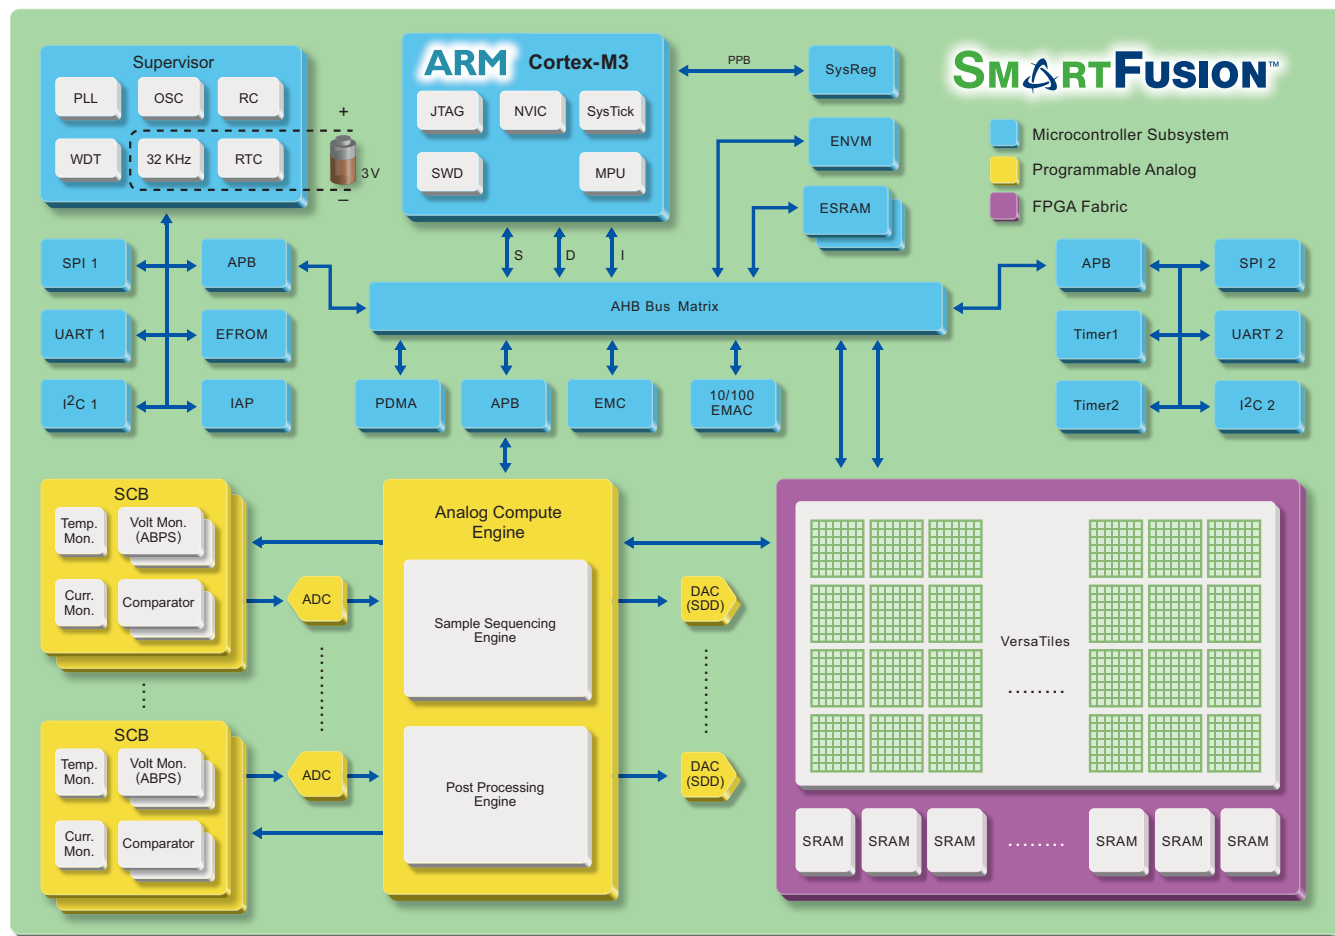 Supervisor
PLL
OSC
RC
WDT
32 KHz
RTC
+
3V
–
ARM Cortex-M3
JTAG
NVIC
SysTick
SWD
MPU
PPB
SysReg
ENVM
ESRAM
SMARTFUSION™
Microcontroller Subsystem
Programmable Analog
FPGA Fabric
S
D
I
SPI 1
APB
UART 1
EFROM
I2C 1
IAP
AHB Bus Matrix
PDMA
APB
EMC
10/100
EMAC
APB
SPI 2
Timer1
UART 2
Timer2
I2C 2
SCB
Temp.
Mon.
Volt Mon.
(ABPS)
Curr.
Mon.
Comparator
ADC
SCB
Temp.
Mon.
Volt Mon.
(ABPS)
Curr.
Mon.
Comparator
ADC
Analog Compute
Engine
Sample Sequencing
Engine
Post Processing
Engine
DAC
(SDD)
DAC
(SDD)
VersaTiles
........
SRAM
SRAM
SRAM
........
SRAM
SRAM
SRAM